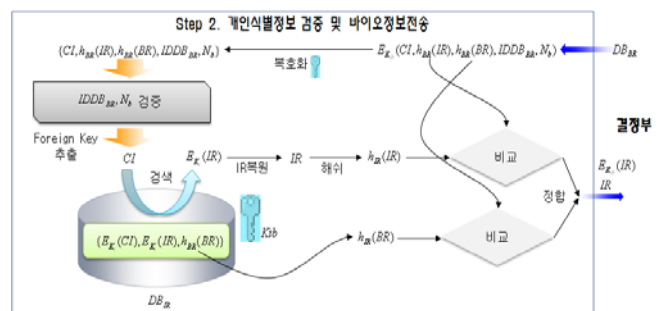 Step 2. 개인식별정보 검증 및 바이오정보전송
(CI, h_BR(IR), h_BR(BR), IDDB_BR, N_b)
E_K(CI, h_BR(IR), h_BR(BR), IDDB_BR, N_b)
DB_BR
복호화
IDDB_BR, N_b 검증
결정부
Foreign Key
추출
CI
E_K(IR)
IR복원
IR
해쉬
h_IR(IR)
비교
검색
정합
E_K(IR)
IR
Kib
(E_K(CI), E_K(IR), h_BR(BR))
h_IR(BR)
비교
DB_IR